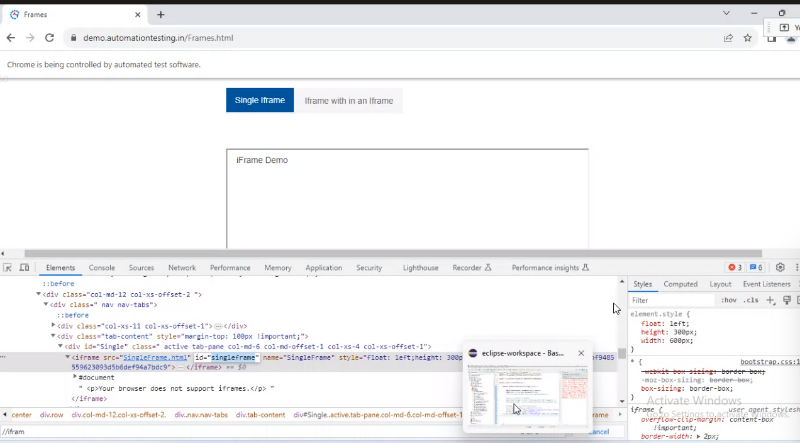 Frames
demo.automationtesting.in/Frames.html
Chrome is being controlled by automated test software.
Single Iframe
Iframe with in an Iframe
iFrame Demo
Elements Console Sources Network Performance Memory Application Security Lighthouse Recorder Performance insights 3 6
::before
<div class="col-md-12 col-xs-offset-2 ">
<div class=" nav nav-tabs">
::before
<div class="col-xs-11 col-xs-offset-1"> </div>
<div class="tab-content" style="margin-top: 100px !important;">
<div id="Single" class=" active tab-pane col-md-6 col-md-offset-1 col-xs-4 col-xs-offset-1">
<iframe src="SingleFrame.html" id="singleframe" name="SingleFrame" style="float: left;height: 300p
559623093d5b6def94a7bdc9"> </iframe> == $0
#document
" <p>Your browser does not support iframes.</p> "
</iframe>
center div.row div.col-md-12.col-xs-offset-2. div.nav.nav-tabs div.tab-content div#Single.active.tab-pane.col-md-6.col-md-offset-1
//ifram
Cancel
eclipse-workspace - Bas...
Styles Computed Layout Event Listeners
Filter :hov .cls
element.style {
float: left;
height: 300px;
width: 600px;
}
* { bootstrap.css:1
-webkit-box-sizing: border-box;
-moz-box-sizing: border-box;
box-sizing: border-box;
}
iframe { user agent stylesheet
overflow-clip-margin: content-box
!important;
border-width: 2px;
Activate Windows
Go to Settings to activate Windows.